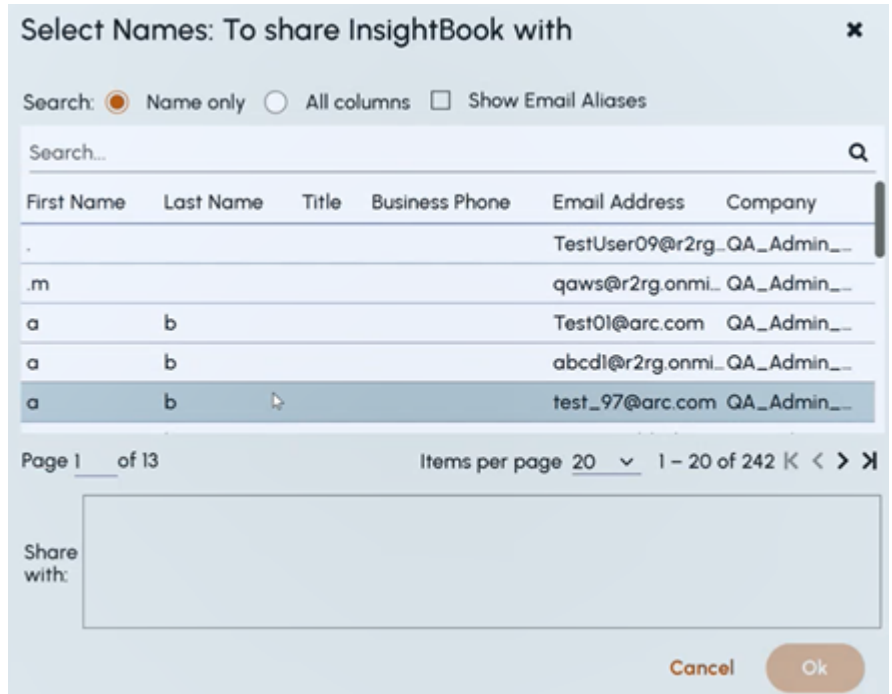 Select Names: To share InsightBook with
Search: Name only All columns Show Email Aliases
Search...
First Name Last Name Title Business Phone Email Address Company
. TestUser09@r2rg... QA_Admin_...
.m qaws@r2rg.onmi... QA_Admin_...
a b Test01@arc.com QA_Admin_...
a b abcd1@r2rg.onmi... QA_Admin_...
a b test_97@arc.com QA_Admin_...
Page 1 of 13 Items per page 20 1 – 20 of 242
Share
with:
Cancel Ok